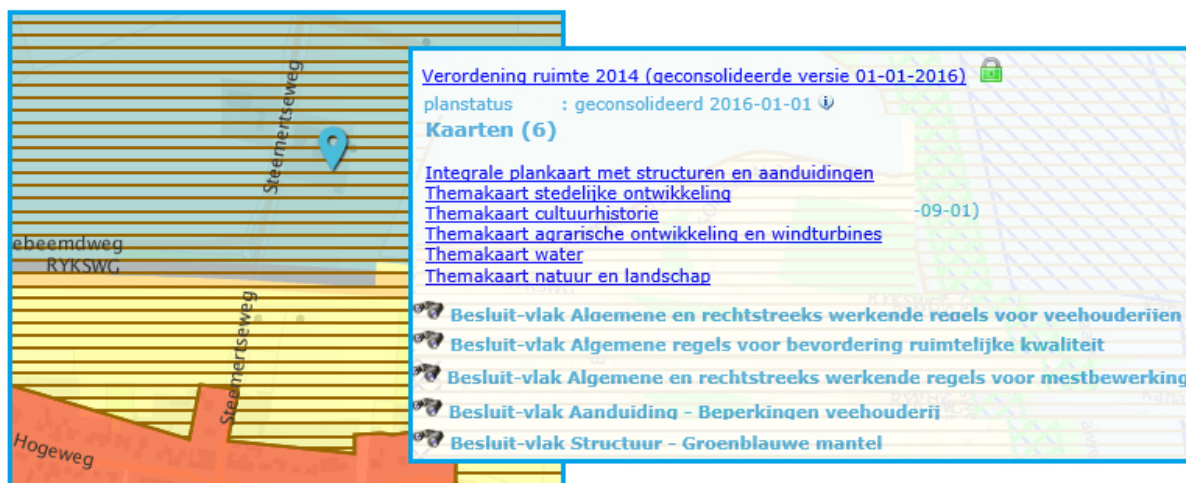 Steemertseweg
ebeemdweg
RYKSWG
Steemertseweg
Hogeweg
Verordening ruimte 2014 (geconsolideerde versie 01-01-2016)
planstatus : geconsolideerd 2016-01-01
Kaarten (6)
Integrale plankaart met structuren en aanduidingen
Themakaart stedelijke ontwikkeling
Themakaart cultuurhistorie
-09-01)
Themakaart agrarische ontwikkeling en windturbines
Themakaart water
Themakaart natuur en landschap
Besluit-vlak Algemene en rechtstreeks werkende regels voor veehouderijen
Besluit-vlak Algemene regels voor bevordering ruimtelijke kwaliteit
Besluit-vlak Algemene en rechtstreeks werkende regels voor mestbewerking
Besluit-vlak Aanduiding - Beperkingen veehouderij
Besluit-vlak Structuur - Groenblauwe mantel